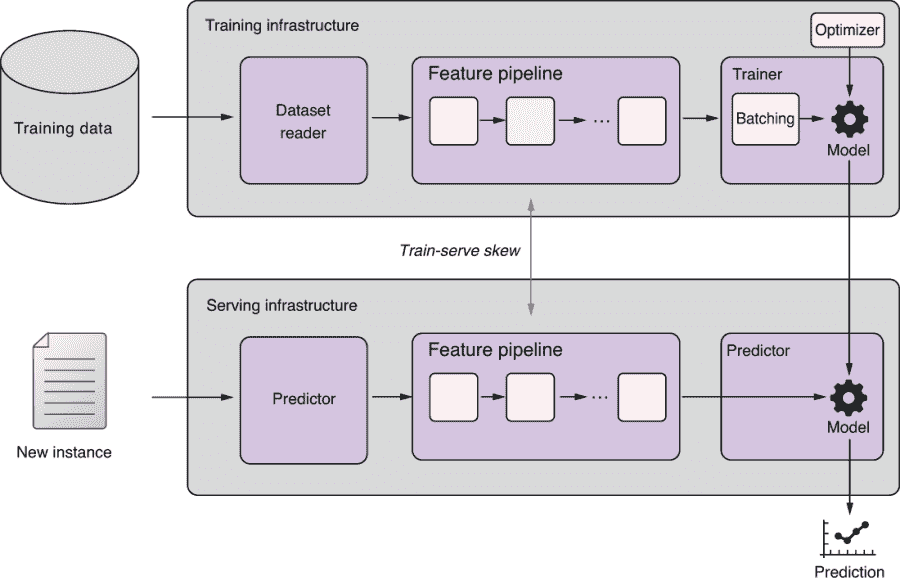 Training infrastructure
Optimizer
Training data
Dataset
reader
Feature pipeline
...
Trainer
Batching
Model
Train-serve skew
Serving infrastructure
New instance
Predictor
Feature pipeline
...
Predictor
Model
Prediction